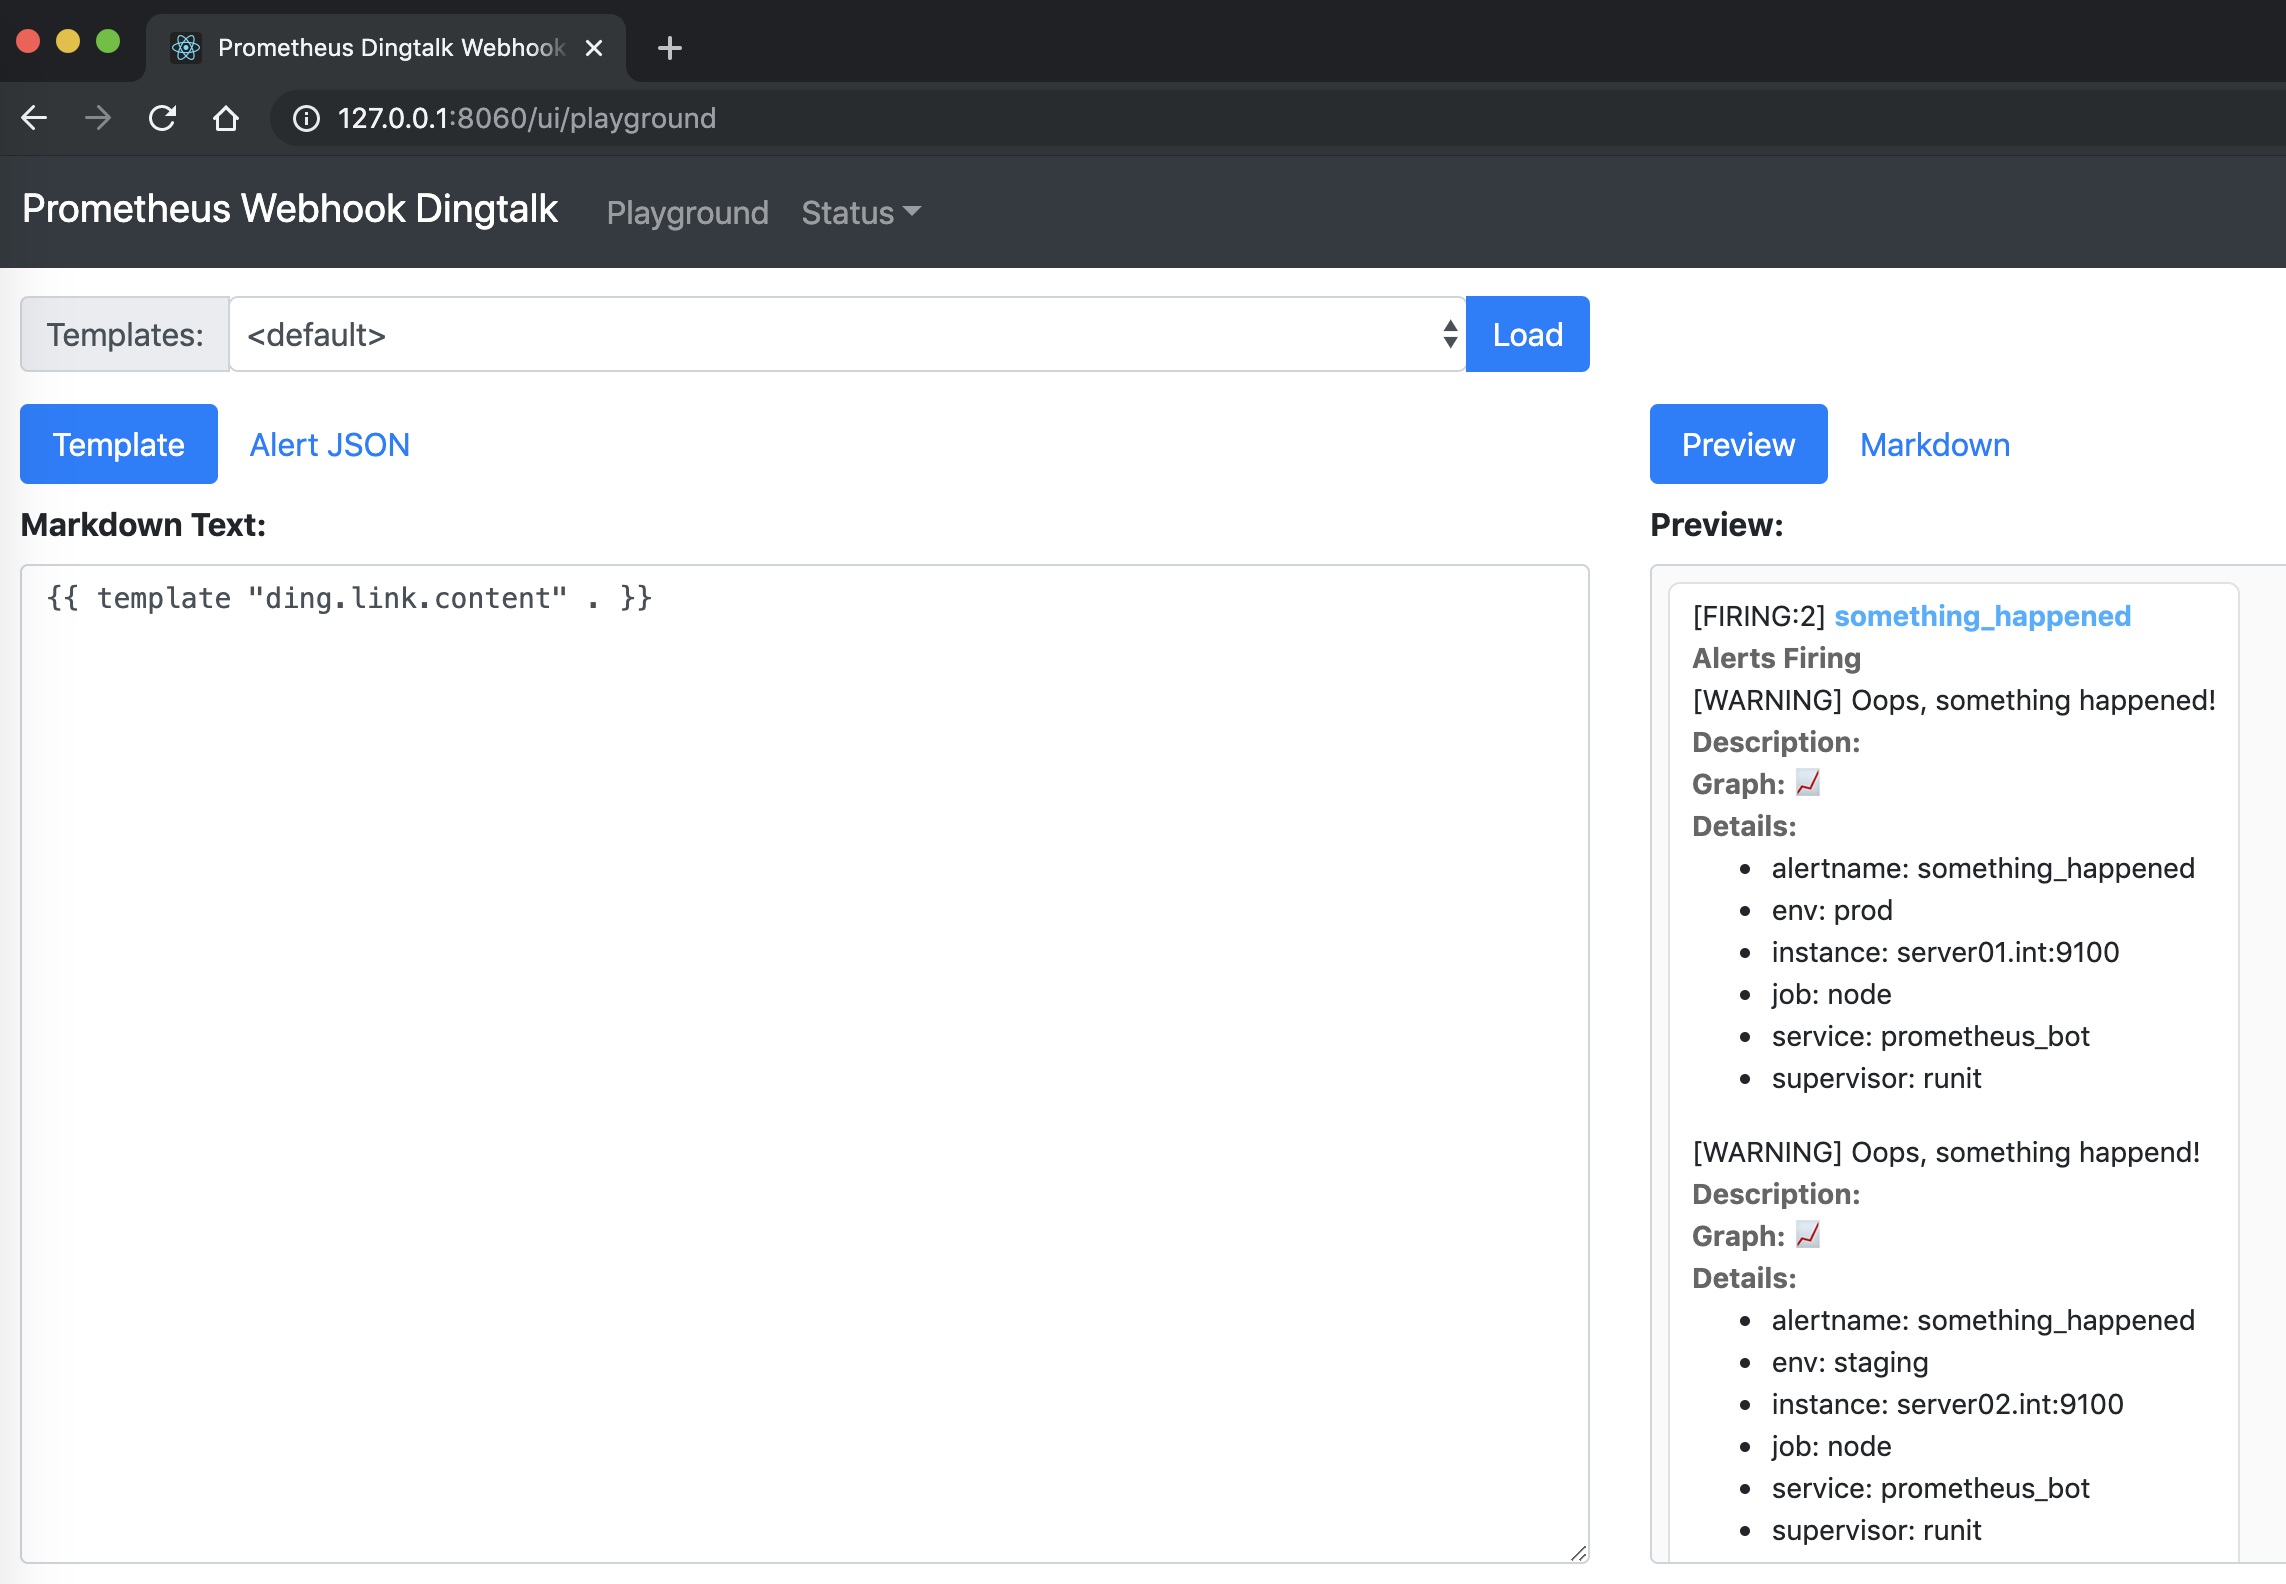 Prometheus Dingtalk Webhook
127.0.0.1:8060/ui/playground
Prometheus Webhook Dingtalk Playground Status
Templates: <default> Load
Template Alert JSON
Markdown Text:
{{ template "ding.link.content" . }}
Preview Markdown
Preview:
[FIRING:2] something_happened
Alerts Firing
[WARNING] Oops, something happened!
Description:
Graph:
Details:
• alertname: something_happened
• env: prod
• instance: server01.int:9100
• job: node
• service: prometheus_bot
• supervisor: runit
[WARNING] Oops, something happend!
Description:
Graph:
Details:
• alertname: something_happened
• env: staging
• instance: server02.int:9100
• job: node
• service: prometheus_bot
• supervisor: runit